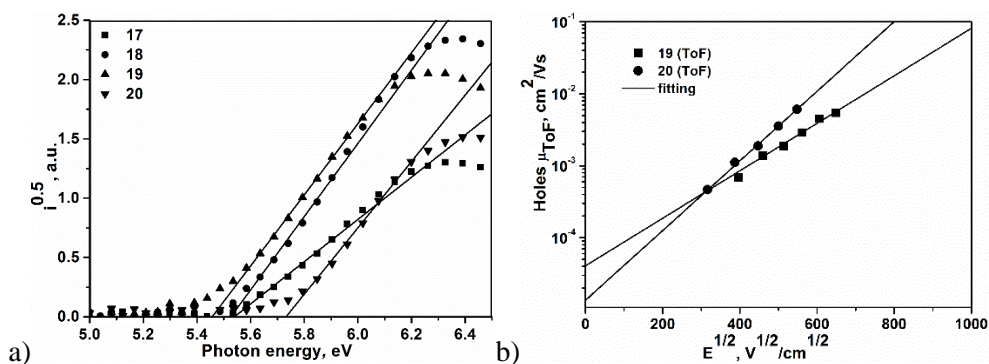 2.5
2.0
1.5
1.0
0.5
0.0
i^0.5, a.u.
17
18
19
20
5.0 5.2 5.4 5.6 5.8 6.0 6.2 6.4
Photon energy, eV
a)
10^-1
10^-2
10^-3
10^-4
Holes μ_ToF, cm^2/Vs
19 (ToF)
20 (ToF)
fitting
0 200 400 600 800 1000
E^1/2, V^1/2/cm^1/2
b)